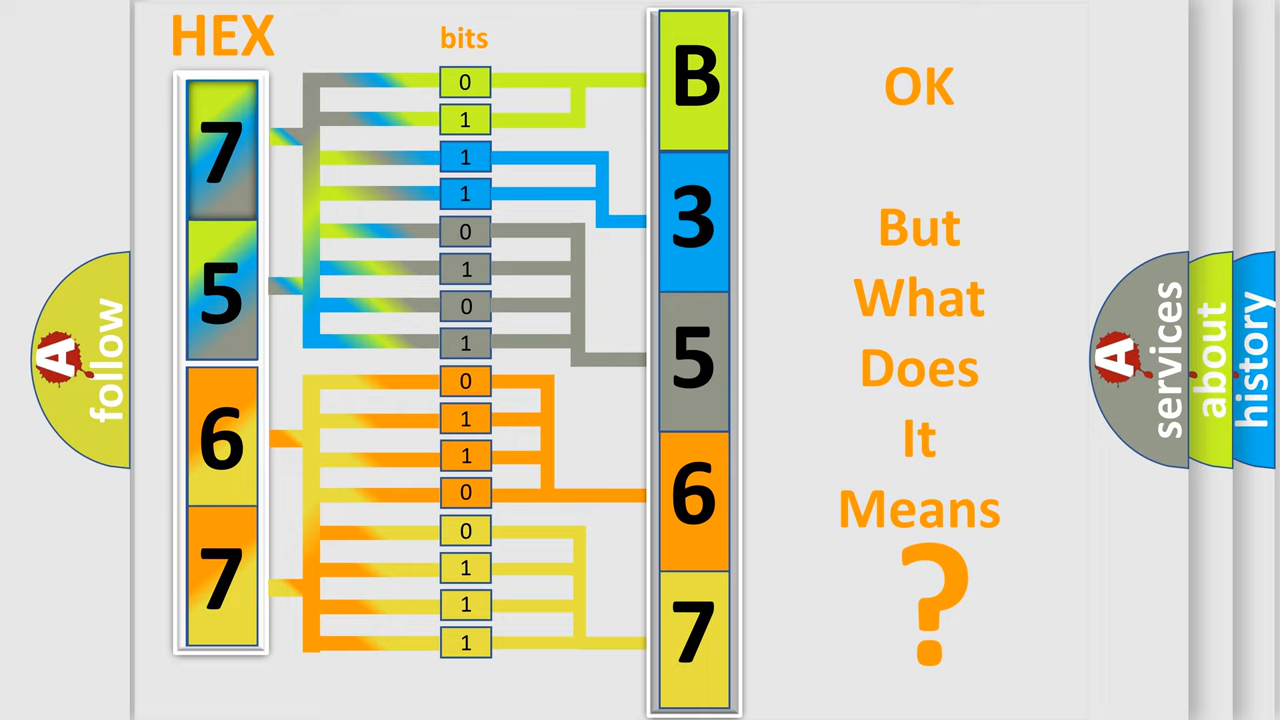 HEX
bits
7
5
6
7
0
1
1
1
0
1
0
1
0
1
1
0
0
1
1
1
B
3
5
6
7
OK
But
What
Does
It
Means
?
A
follow
A
services
about
history